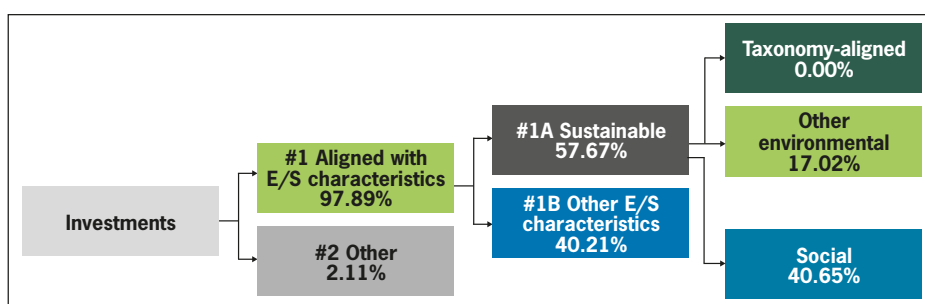 Investments
#1 Aligned with
E/S characteristics
97.89%
#2 Other
2.11%
#1A Sustainable
57.67%
#1B Other E/S
characteristics
40.21%
Taxonomy-aligned
0.00%
Other
environmental
17.02%
Social
40.65%